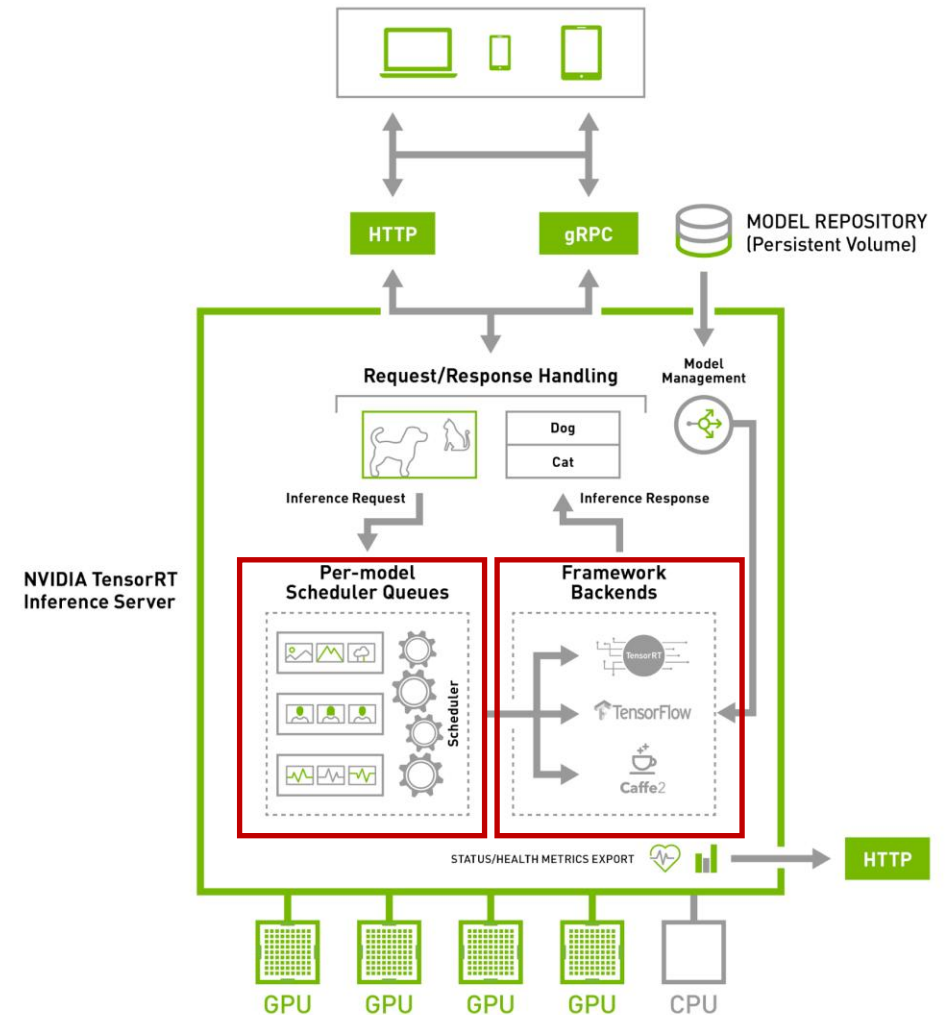 HTTP
gRPC
MODEL REPOSITORY
(Persistent Volume)
Request/Response Handling
Model
Management
Dog
Cat
Inference Request
Inference Response
NVIDIA TensorRT
Inference Server
Per-model
Scheduler Queues
Scheduler
Framework
Backends
TensorRT
TensorFlow
Caffe2
STATUS/HEALTH METRICS EXPORT
HTTP
GPU
GPU
GPU
GPU
CPU